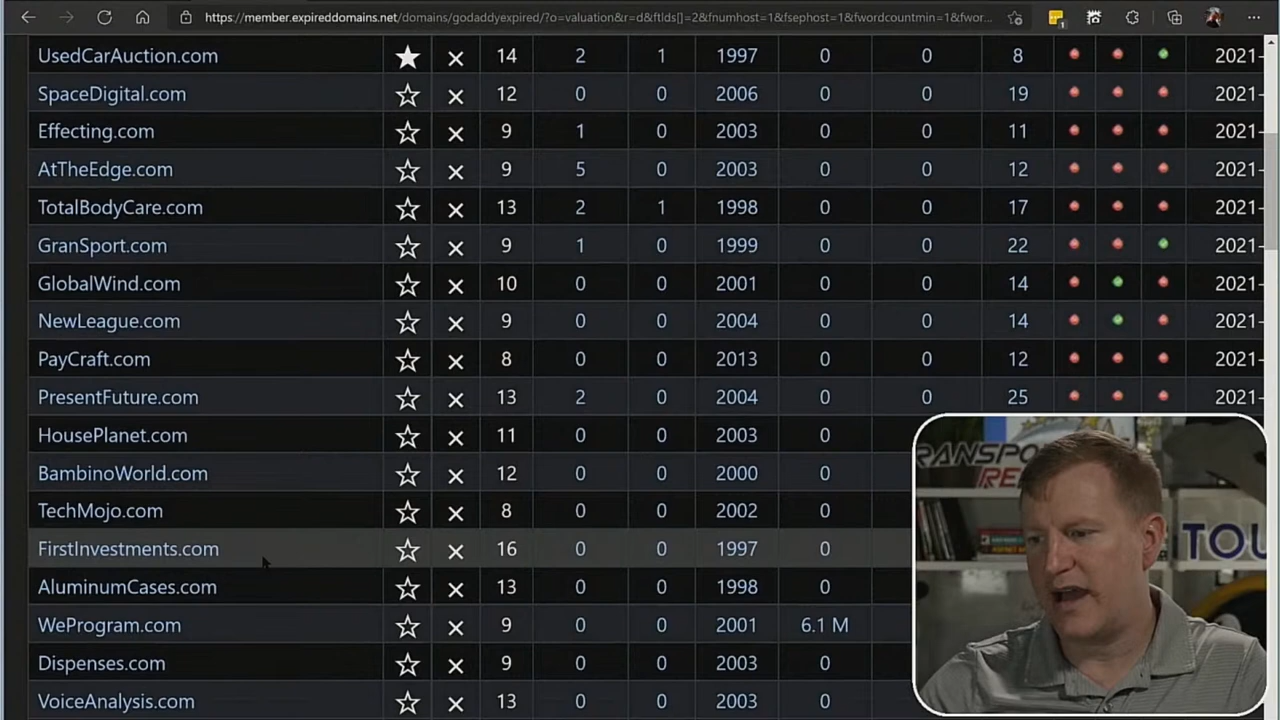 https://member.expireddomains.net/domains/godaddyexpired/?o=valuation&r=d&ftlds[]=2&fnumhost=1&fsephost=1&fwordcountmin=1&fwor...
1
UsedCarAuction.com 14 2 1 1997 0 0 8 2021-
SpaceDigital.com 12 0 0 2006 0 0 19 2021-
Effecting.com 9 1 0 2003 0 0 11 2021-
AtTheEdge.com 9 5 0 2003 0 0 12 2021-
TotalBodyCare.com 13 2 1 1998 0 0 17 2021-
GranSport.com 9 1 0 1999 0 0 22 2021-
GlobalWind.com 10 0 0 2001 0 0 14 2021-
NewLeague.com 9 0 0 2004 0 0 14 2021-
PayCraft.com 8 0 0 2013 0 0 12 2021-
PresentFuture.com 13 2 0 2004 0 0 25 2021-
HousePlanet.com 11 0 0 2003 0
BambinoWorld.com 12 0 0 2000 0
TechMojo.com 8 0 0 2002 0
FirstInvestments.com 16 0 0 1997 0
AluminumCases.com 13 0 0 1998 0
WeProgram.com 9 0 0 2001 6.1 M
Dispenses.com 9 0 0 2003 0
VoiceAnalysis.com 13 0 0 2003 0
RANSPO
RE
TOU